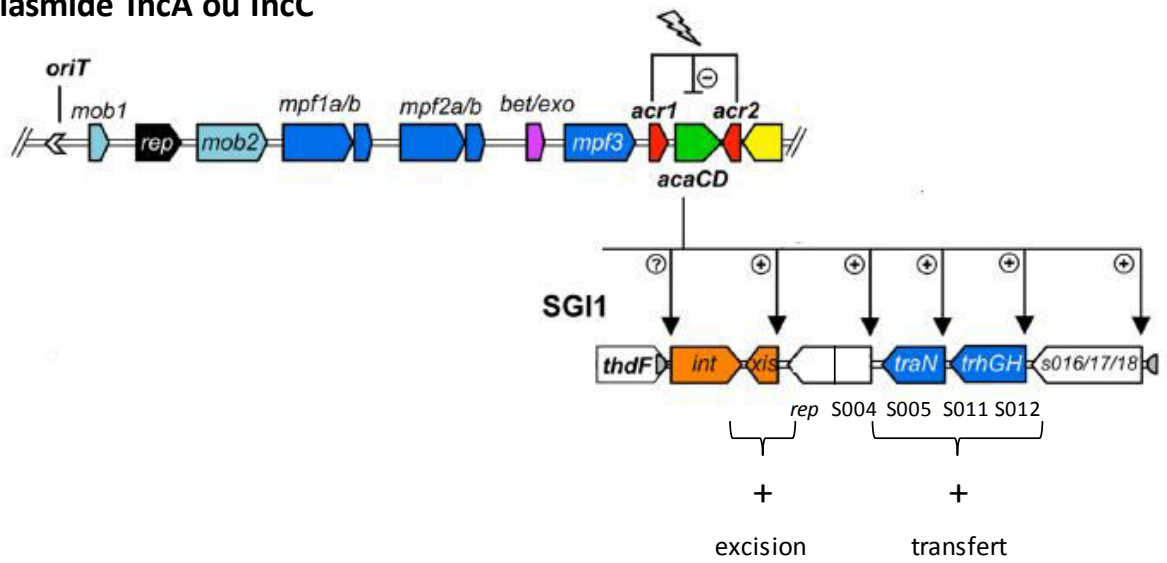 lasmide IncA ou IncC
oriT
mob1
mpf1a/b
mpf2a/b
bet/exo
acr1
acr2
rep
mob2
mpf3
acaCD
SGI1
thdF
int
xis
traN
trhGH
s016/17/18
rep S004 S005 S011 S012
+ +
excision transfert